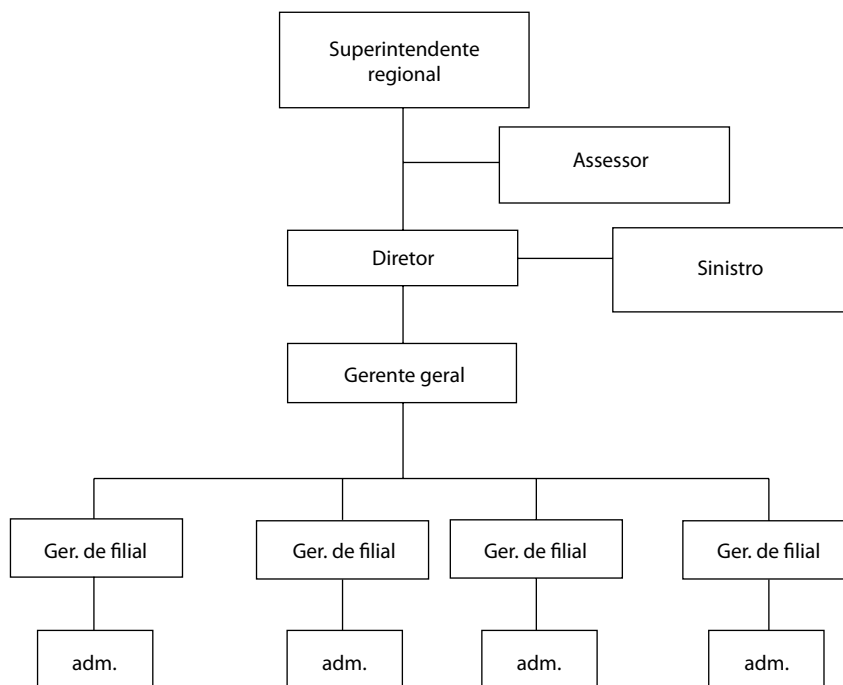 Superintendente
regional
Assessor
Diretor
Sinistro
Gerente geral
Ger. de filial
Ger. de filial
Ger. de filial
Ger. de filial
adm.
adm.
adm.
adm.